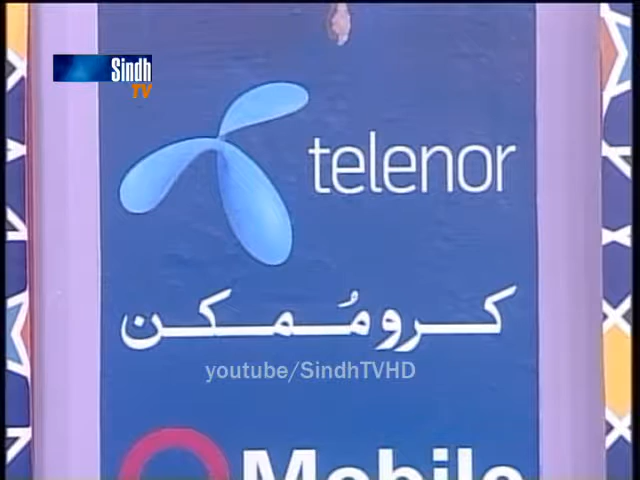 Sindh
TV
telenor
کرو مُمکن
youtube/SindhTVHD
Mobile